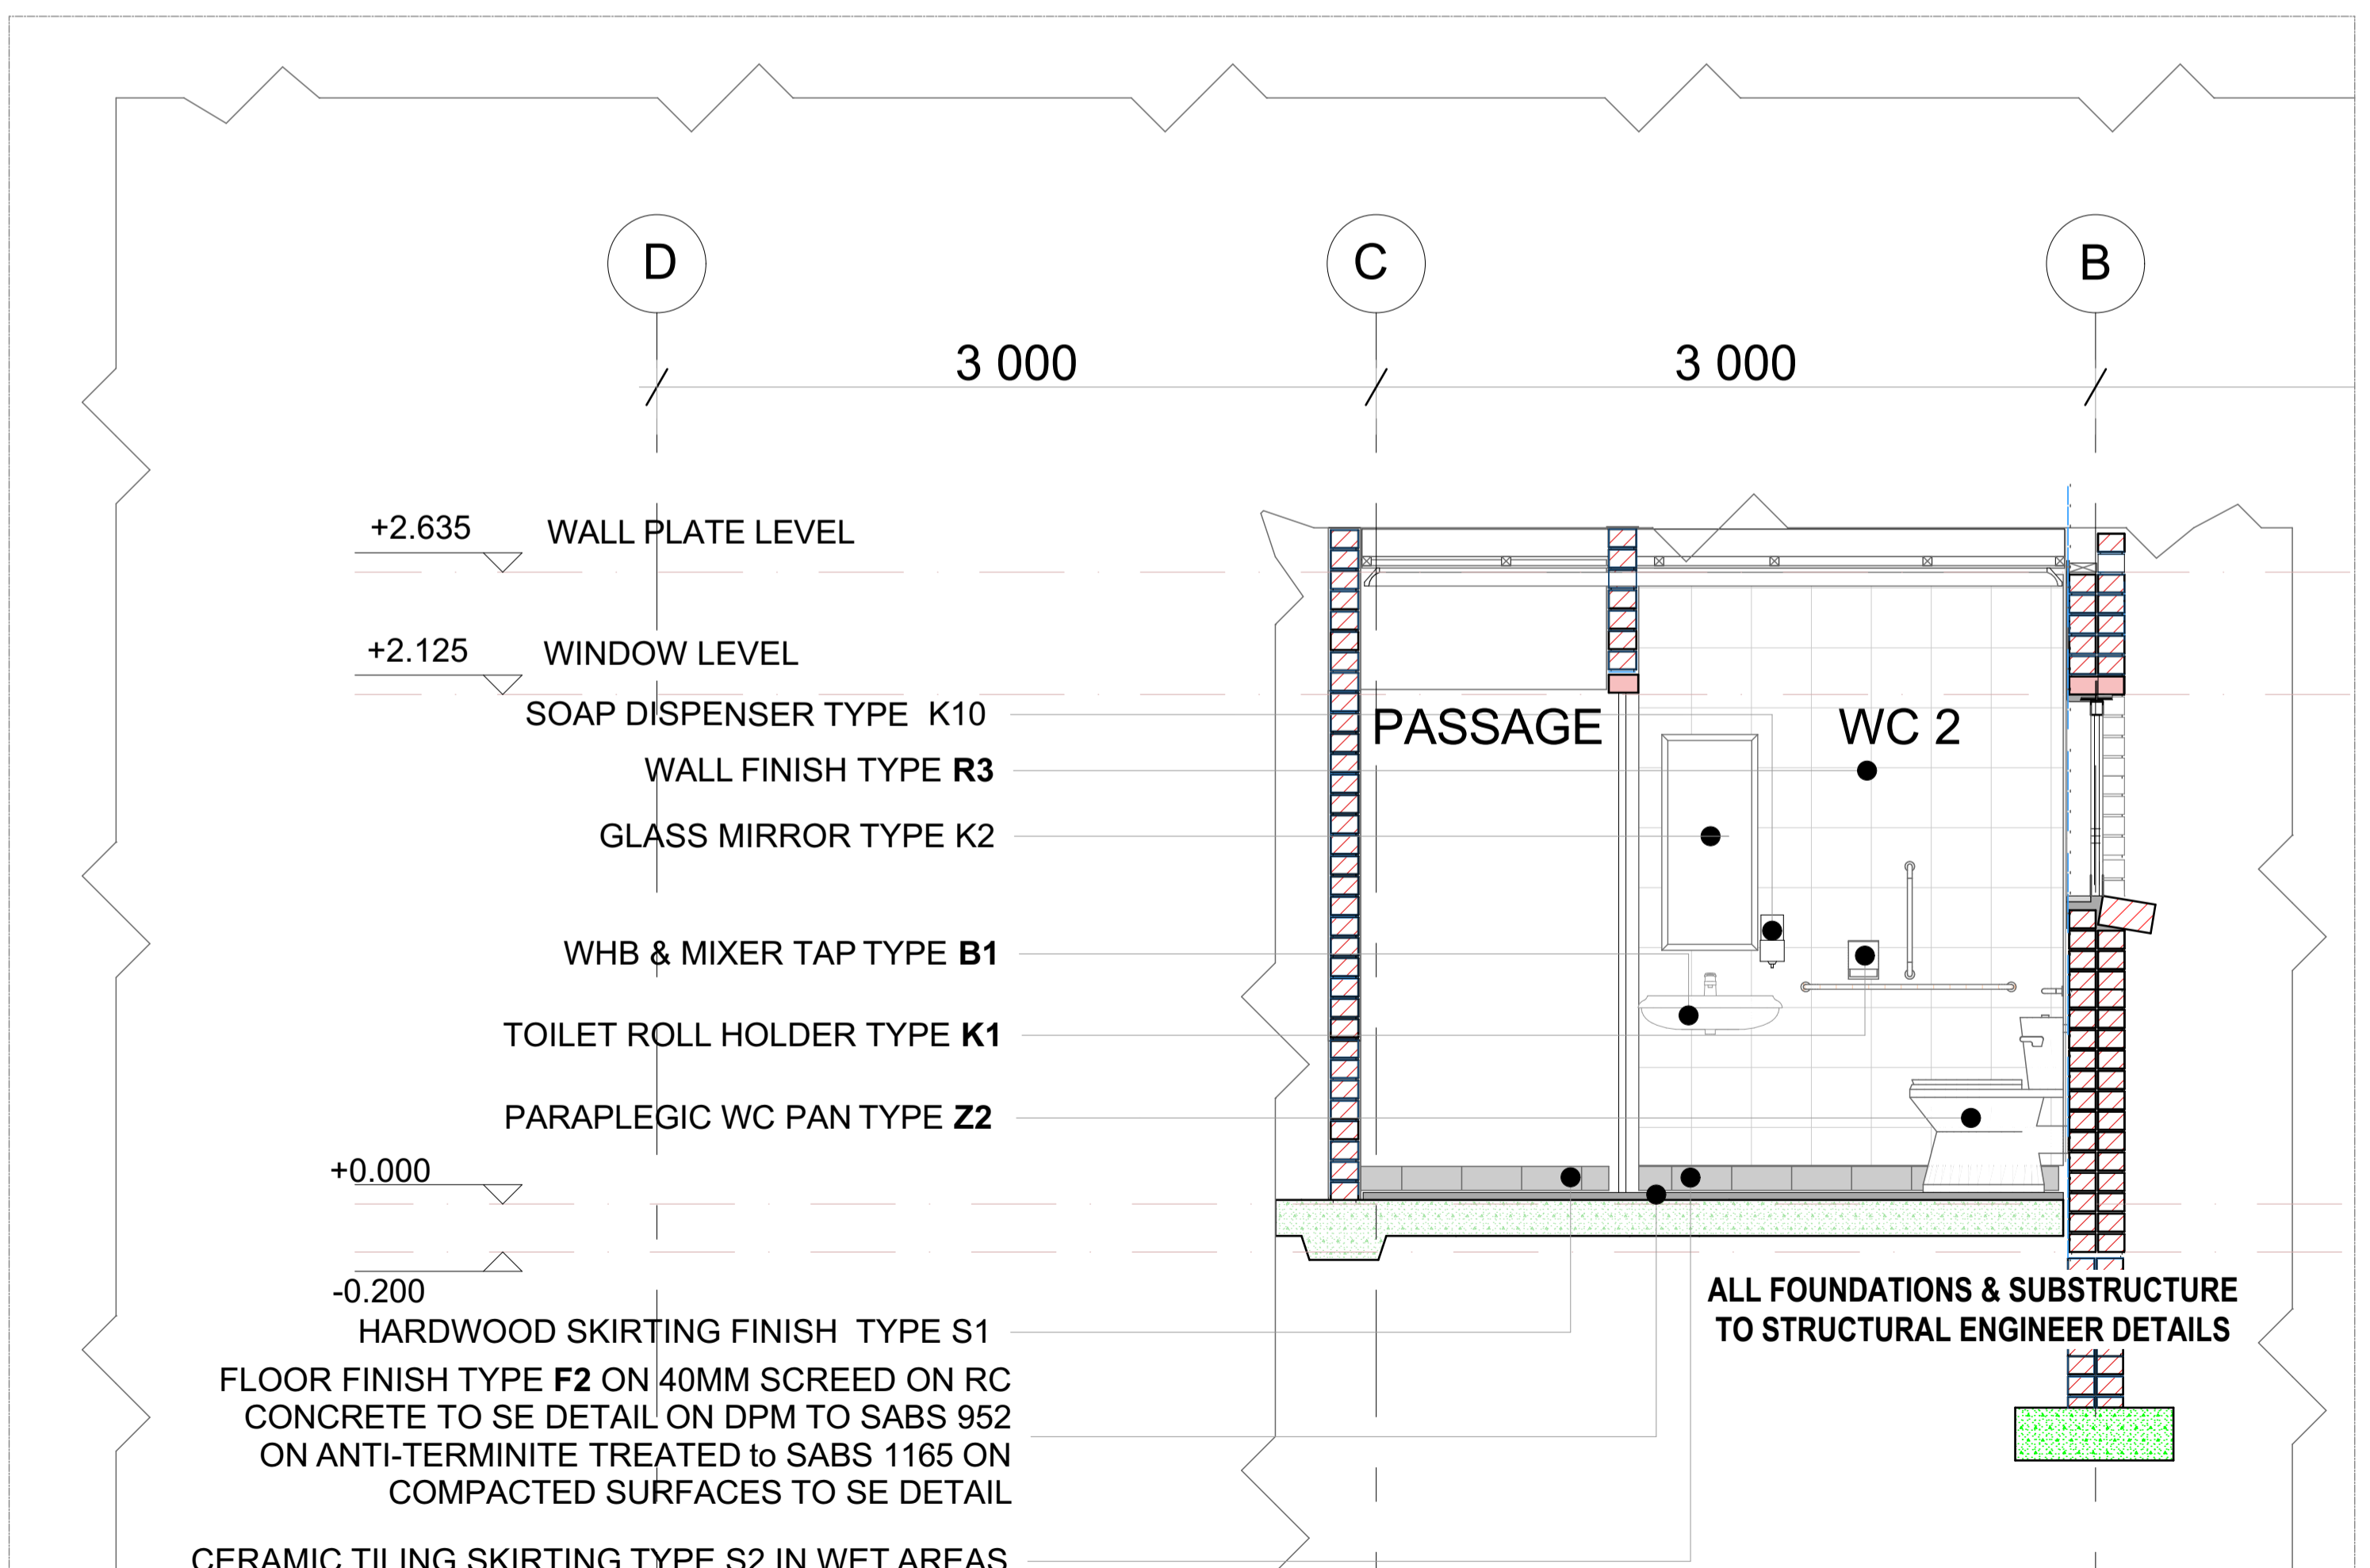 D
C
B
3 000
3 000
+2.635
WALL PLATE LEVEL
+2.125
WINDOW LEVEL
SOAP DISPENSER TYPE K10
PASSAGE
WC 2
WALL FINISH TYPE R3
GLASS MIRROR TYPE K2
WHB & MIXER TAP TYPE B1
TOILET ROLL HOLDER TYPE K1
PARAPLEGIC WC PAN TYPE Z2
+0.000
-0.200
ALL FOUNDATIONS & SUBSTRUCTURE
TO STRUCTURAL ENGINEER DETAILS
HARDWOOD SKIRTING FINISH TYPE S1
FLOOR FINISH TYPE F2 ON 40MM SCREED ON RC
CONCRETE TO SE DETAIL ON DPM TO SABS 952
ON ANTI-TERMINITE TREATED to SABS 1165 ON
COMPACTED SURFACES TO SE DETAIL
CERAMIC TILING SKIRTING TYPE S2 IN WET AREAS